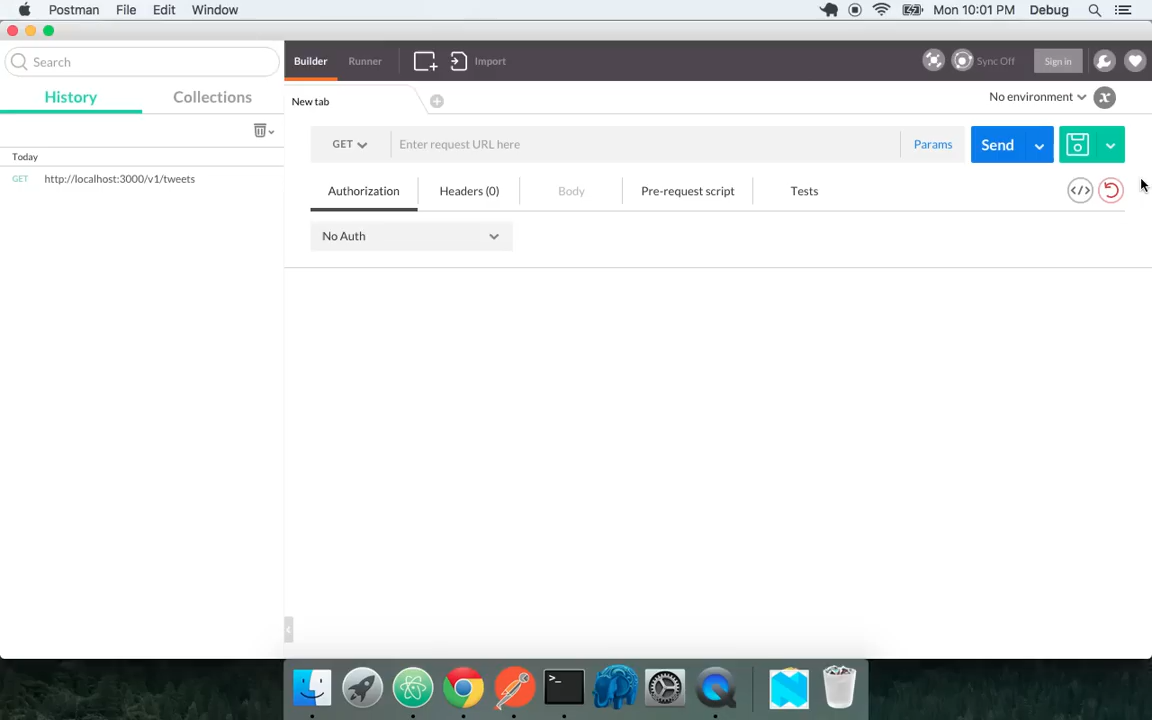 Postman File Edit Window Mon 10:01 PM Debug
Search Builder Runner Import Sync Off Sign in
History Collections New tab No environment x
GET Enter request URL here Params Send
Today
GET http://localhost:3000/v1/tweets Authorization Headers (0) Body Pre-request script Tests </>
No Auth
>_